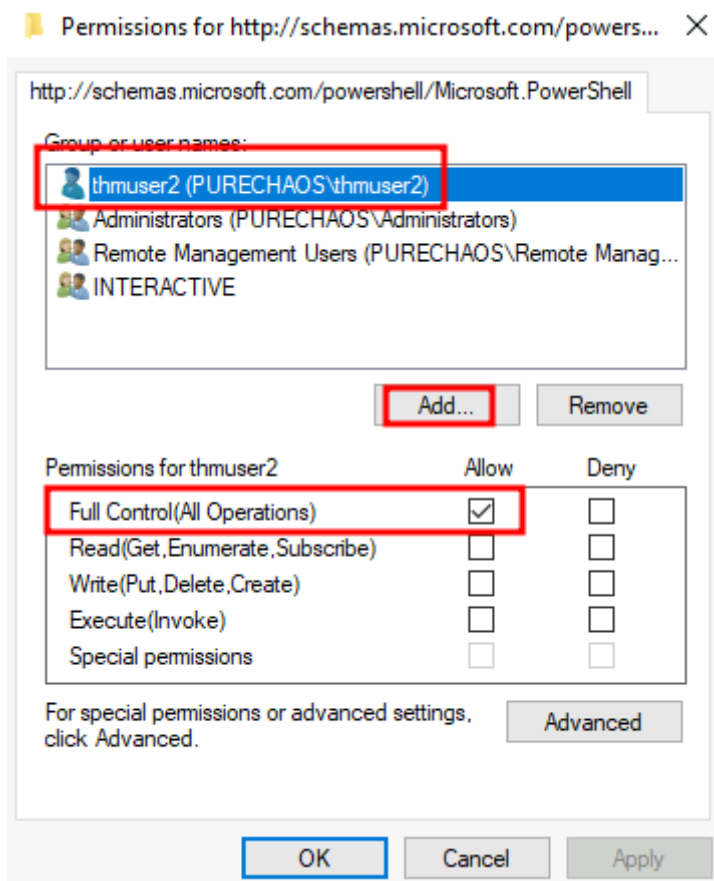 Permissions for http://schemas.microsoft.com/powers...
http://schemas.microsoft.com/powershell/Microsoft.PowerShell
Group or user names:
thmuser2 (PURECHAOS\thmuser2)
Administrators (PURECHAOS\Administrators)
Remote Management Users (PURECHAOS\Remote Manag...
INTERACTIVE
Add... Remove
Permissions for thmuser2 Allow Deny
Full Control(All Operations)
Read(Get,Enumerate,Subscribe)
Write(Put,Delete,Create)
Execute(Invoke)
Special permissions
For special permissions or advanced settings,
click Advanced.
Advanced
OK Cancel Apply